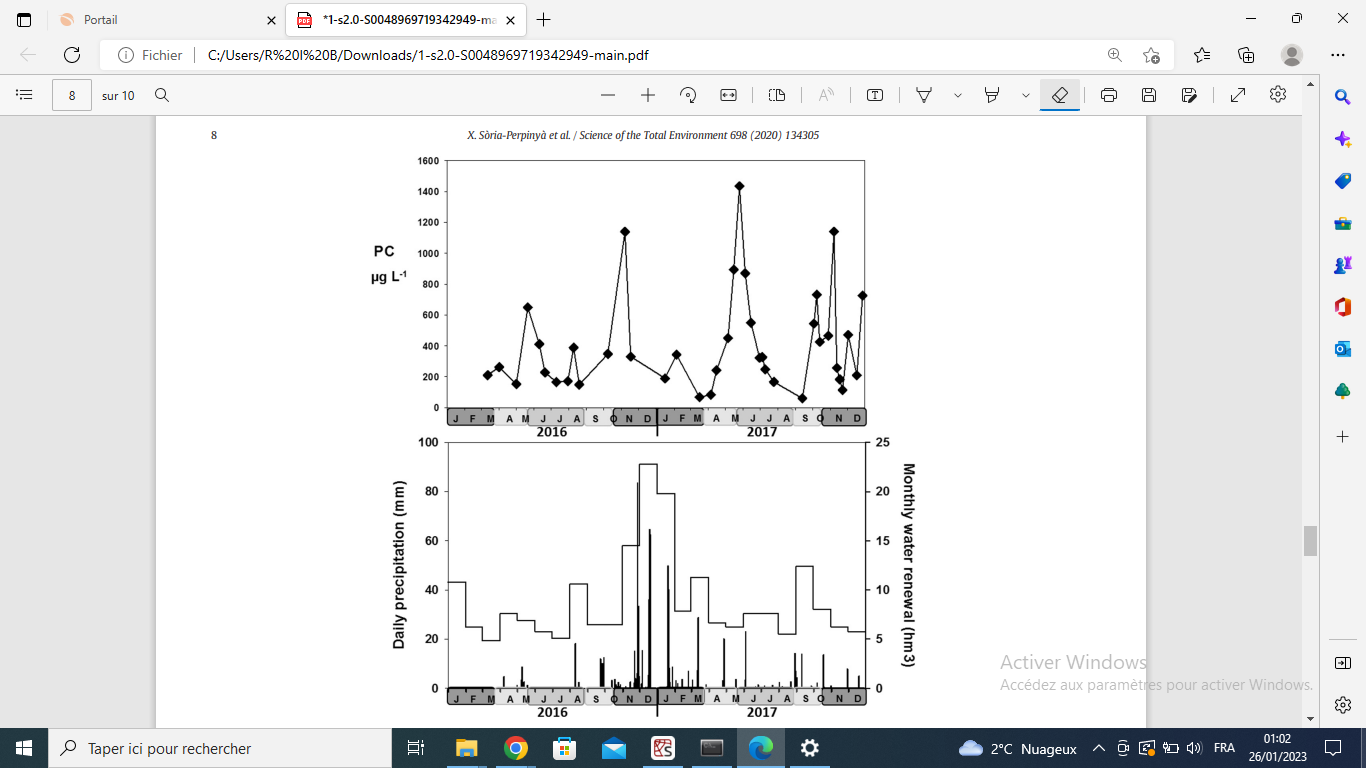 Portail
*1-s2.0-S0048969719342949-ma
Fichier
C:/Users/R%20I%20B/Downloads/1-s2.0-S0048969719342949-main.pdf
8 sur 10
8
X. Sòria-Perpinyà et al. / Science of the Total Environment 698 (2020) 134305
1600
1400
1200
1000
800
600
400
200
0
PC
µg L-1
J F M A M J J A S O N D J F M A M J J A S O N D
2016 2017
100
80
60
40
20
0
Daily precipitation (mm)
25
20
15
10
5
0
Monthly water renewal (hm3)
J F M A M J J A S O N D J F M A M J J A S O N D
2016 2017
Activer Windows
Accédez aux paramètres pour activer Windows.
Taper ici pour rechercher
2°C Nuageux
FRA
01:02
26/01/2023